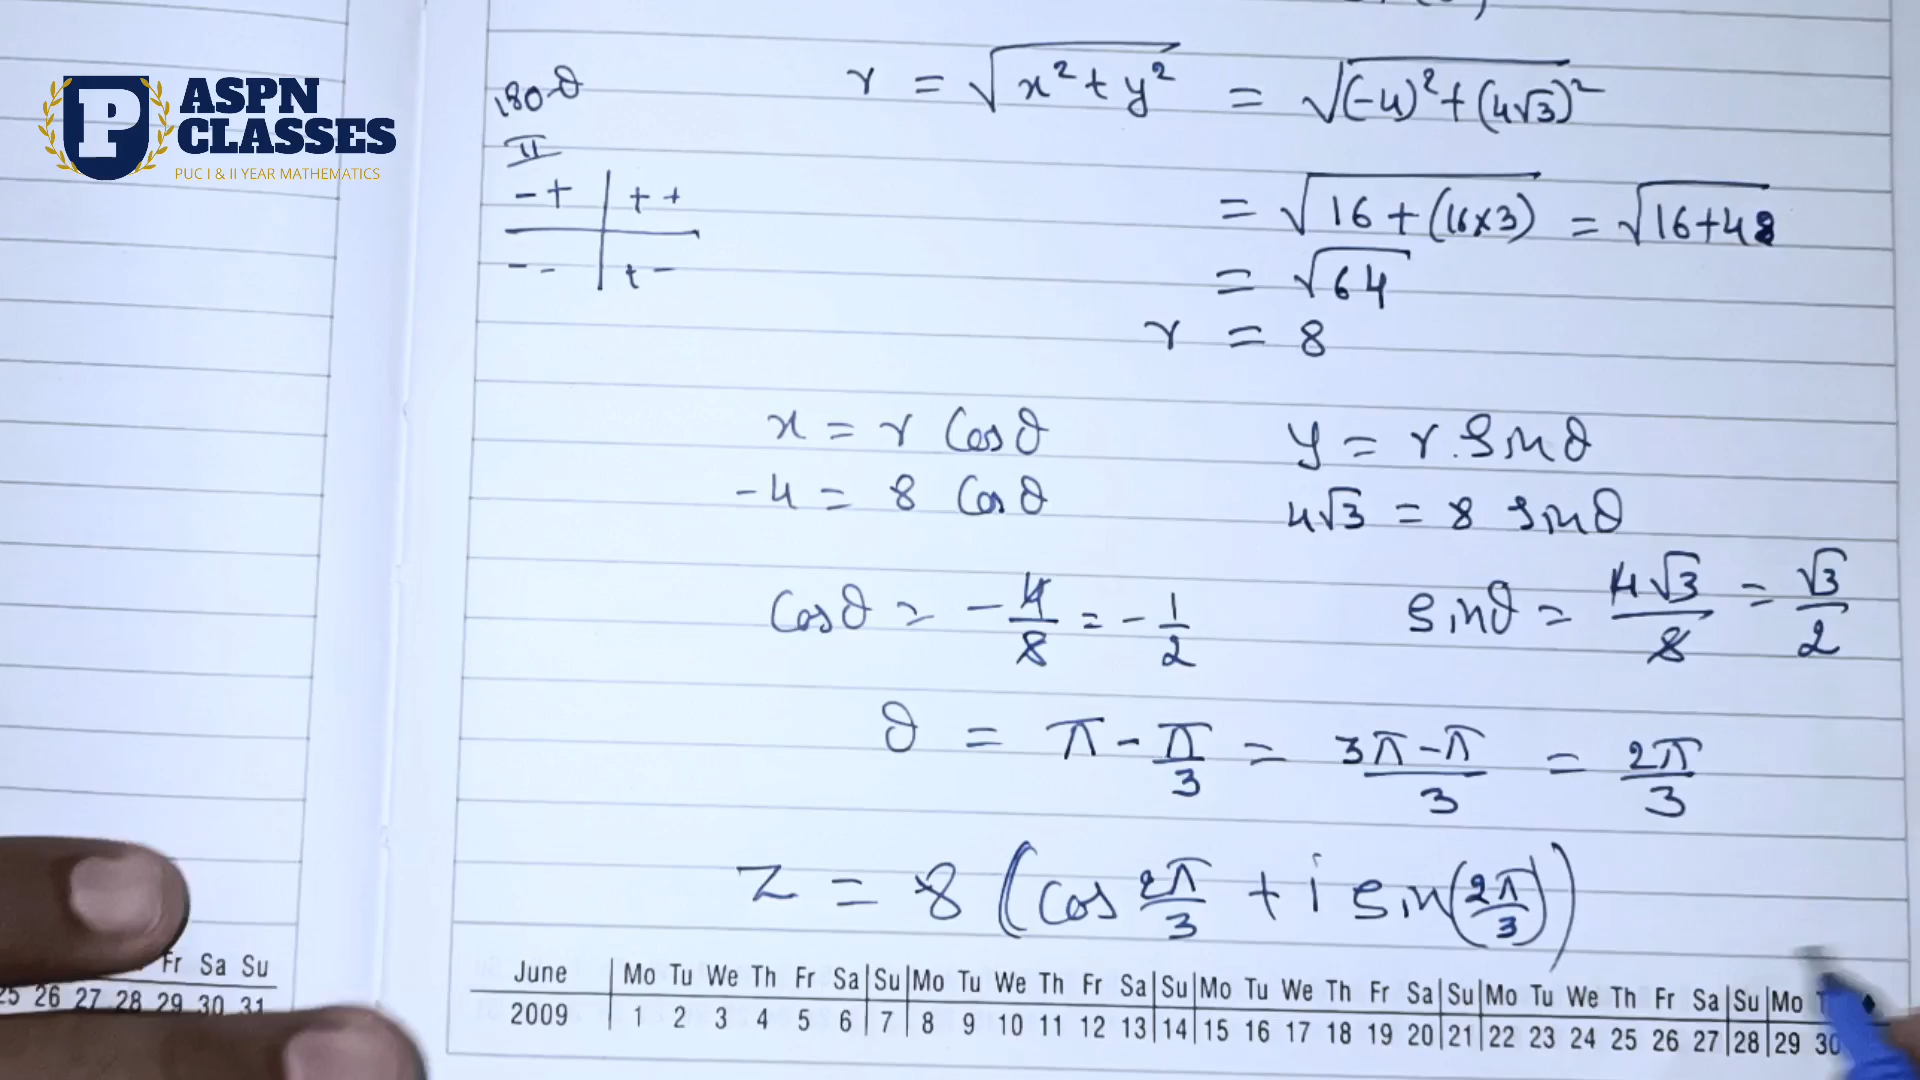 ASPN
CLASSES
PUC I & II YEAR MATHEMATICS
180-θ
II
-+ ++
-- +-
r = √(x²+y²) = √((-4)²+(4√3)²)
= √(16+(16x3)) = √(16+48)
= √64
r = 8
x = r Cosθ y = r.Sinθ
-4 = 8 Cosθ 4√3 = 8 sinθ
Cosθ = -4/8 = -1/2 sinθ = 4√3/8 = √3/2
θ = π - π/3 = 3π-π/3 = 2π/3
Z = 8 (cos 2π/3 + i sin(2π/3))
Fr Sa Su
25 26 27 28 29 30 31
June Mo Tu We Th Fr Sa Su Mo Tu We Th Fr Sa Su Mo Tu We Th Fr Sa Su Mo Tu We Th Fr Sa Su Mo
2009 1 2 3 4 5 6 7 8 9 10 11 12 13 14 15 16 17 18 19 20 21 22 23 24 25 26 27 28 29 30